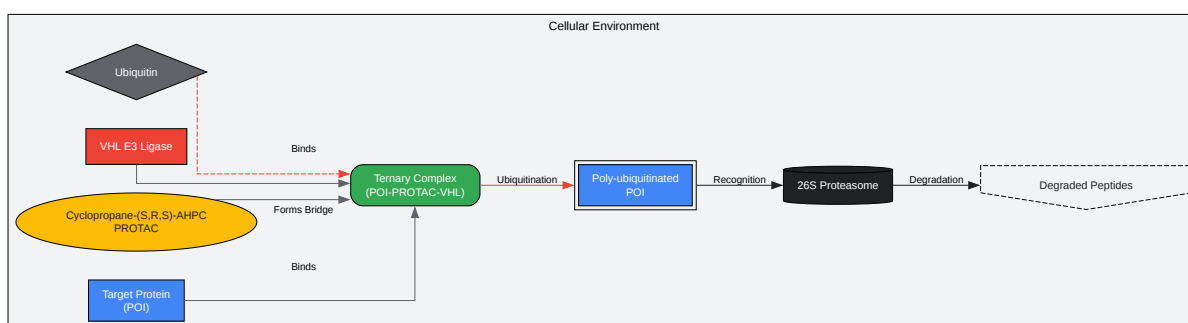 Cellular Environment
Ubiquitin
VHL E3 Ligase
Binds
Cyclopropane-(S,R,S)-AHPC
PROTAC
Forms Bridge
Binds
Target Protein
(POI)
Ternary Complex
(POI-PROTAC-VHL)
Ubiquitination
Poly-ubiquitinated
POI
Recognition
26S Proteasome
Degradation
Degraded Peptides